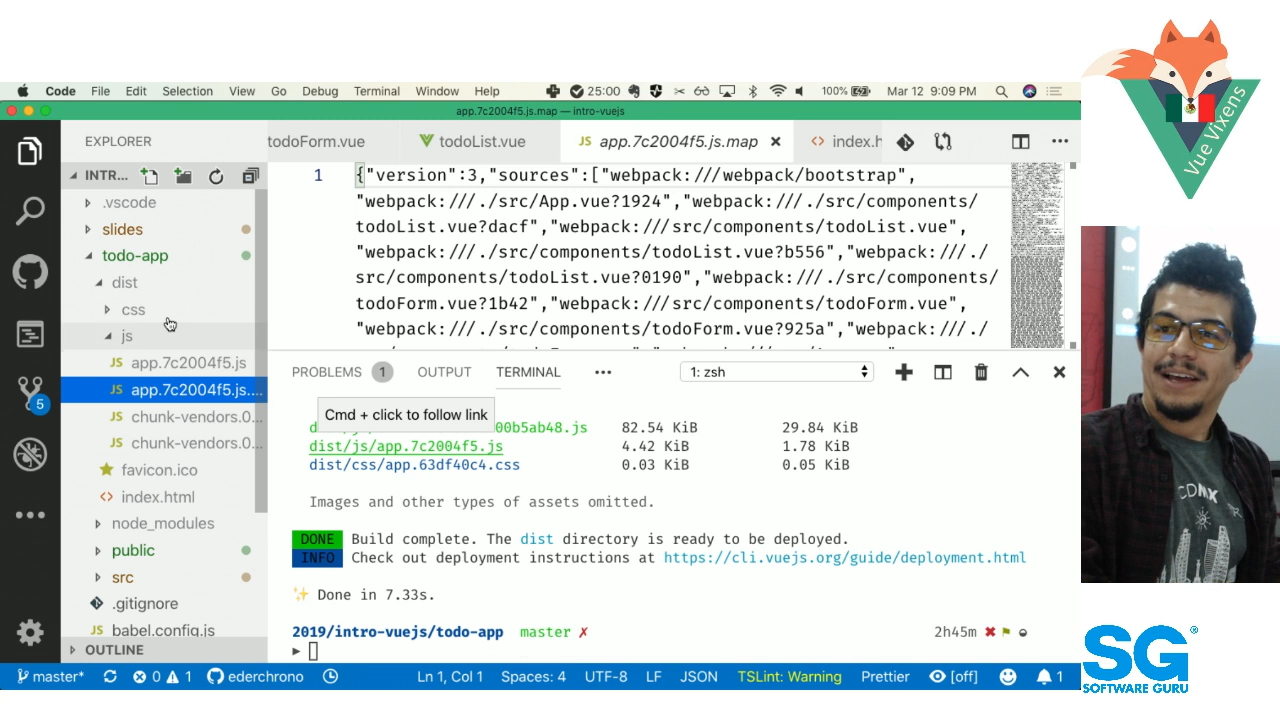 Code File Edit Selection View Go Debug Terminal Window Help 25:00 100% Mar 12 9:09 PM
app.7c2004f5.js.map — intro-vuejs
EXPLORER
todoForm.vue
todoList.vue
JS app.7c2004f5.js.map
<> index.h
INTR...
.vscode
slides
todo-app
dist
css
js
JS app.7c2004f5.js
JS app.7c2004f5.js....
JS chunk-vendors.0...
JS chunk-vendors.0...
favicon.ico
<> index.html
node_modules
public
src
.gitignore
JS babel.config.js
OUTLINE
5
1
{"version":3,"sources":["webpack:///webpack/bootstrap",
"webpack:///./src/App.vue?1924","webpack:///./src/components/
todoList.vue?dacf","webpack:///src/components/todoList.vue",
"webpack:///./src/components/todoList.vue?b556","webpack:///./
src/components/todoList.vue?0190","webpack:///src/components/
todoForm.vue?1b42","webpack:///src/components/todoForm.vue",
"webpack:///./src/components/todoForm.vue?925a","webpack:///./
PROBLEMS 1 OUTPUT TERMINAL ••• 1: zsh
Cmd + click to follow link
00b5ab48.js 82.54 KiB 29.84 KiB
dist/js/app.7c2004f5.js 4.42 KiB 1.78 KiB
dist/css/app.63df40c4.css 0.03 KiB 0.05 KiB
Images and other types of assets omitted.
DONE Build complete. The dist directory is ready to be deployed.
INFO Check out deployment instructions at https://cli.vuejs.org/guide/deployment.html
✨ Done in 7.33s.
2019/intro-vuejs/todo-app master ✗ 2h45m
master* 0 1 ederchrono Ln 1, Col 1 Spaces: 4 UTF-8 LF JSON TSLint: Warning Prettier [off] 1
Vue Vixens
CDMX
SG®
SOFTWARE GURU